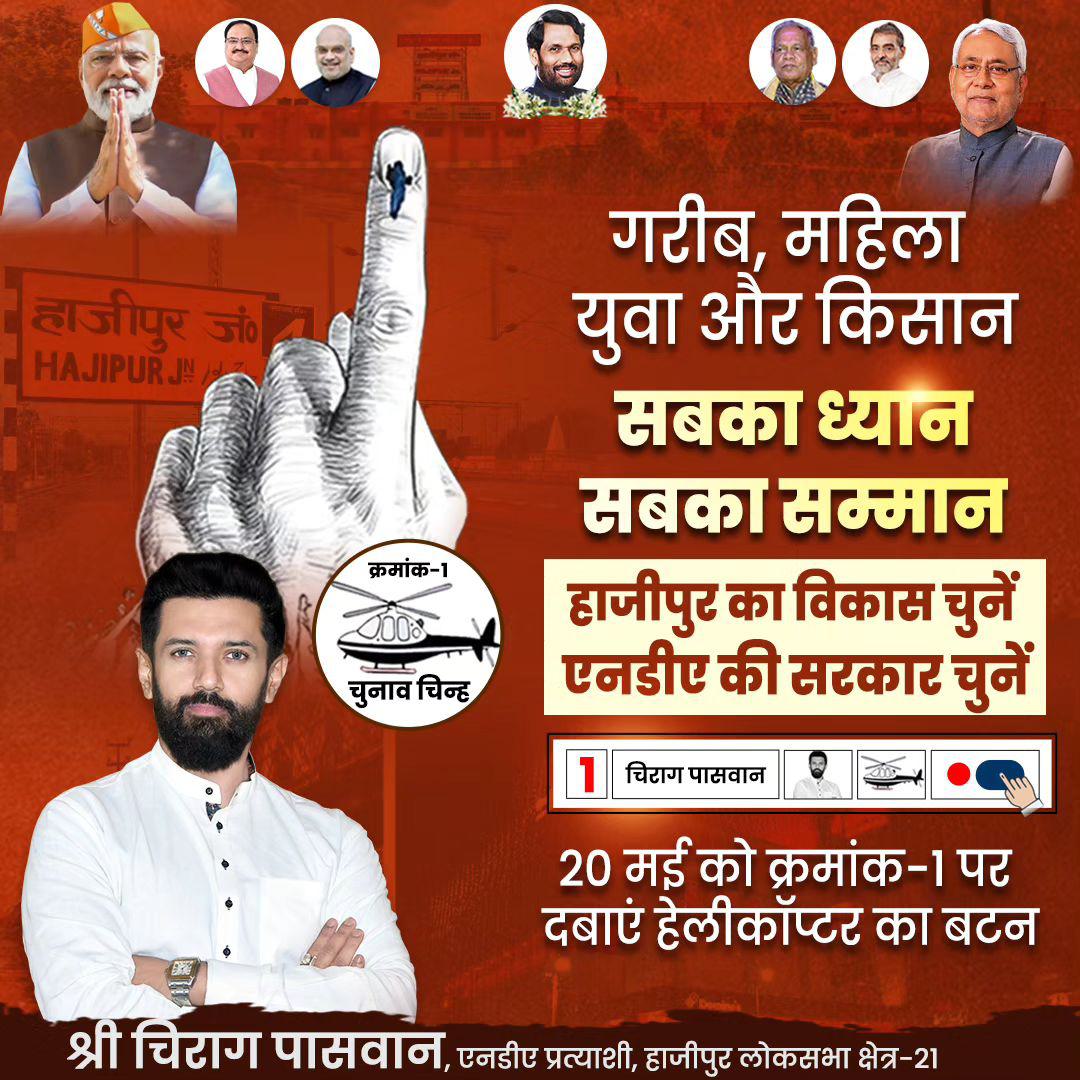 गरीब, महिला
युवा और किसान
सबका ध्यान
सबका सम्मान
हाजीपुर जं०
HAJIPUR JN
क्रमांक-1
चुनाव चिन्ह
हाजीपुर का विकास चुनें
एनडीए की सरकार चुनें
1 चिराग पासवान
20 मई को क्रमांक-1 पर
दबाएं हेलीकॉप्टर का बटन
श्री चिराग पासवान, एनडीए प्रत्याशी, हाजीपुर लोकसभा क्षेत्र-21